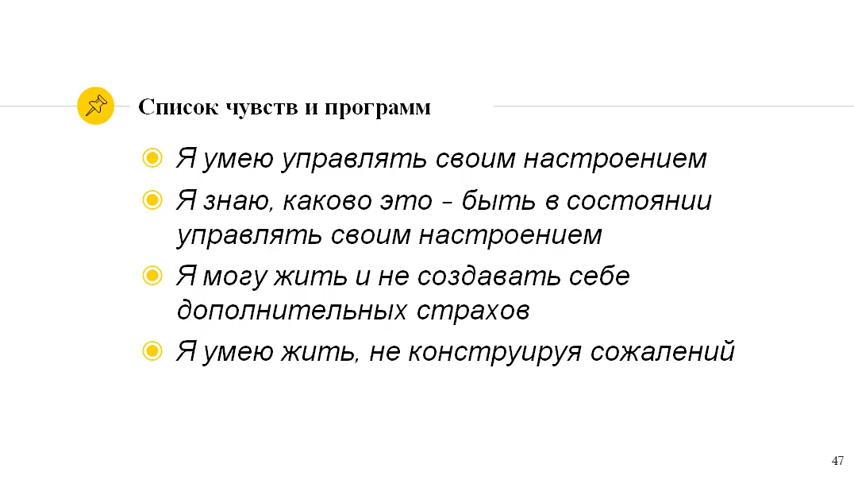 Список чувств и программ
Я умею управлять своим настроением
Я знаю, каково это – быть в состоянии
управлять своим настроением
Я могу жить и не создавать себе
дополнительных страхов
Я умею жить, не конструируя сожалений
47